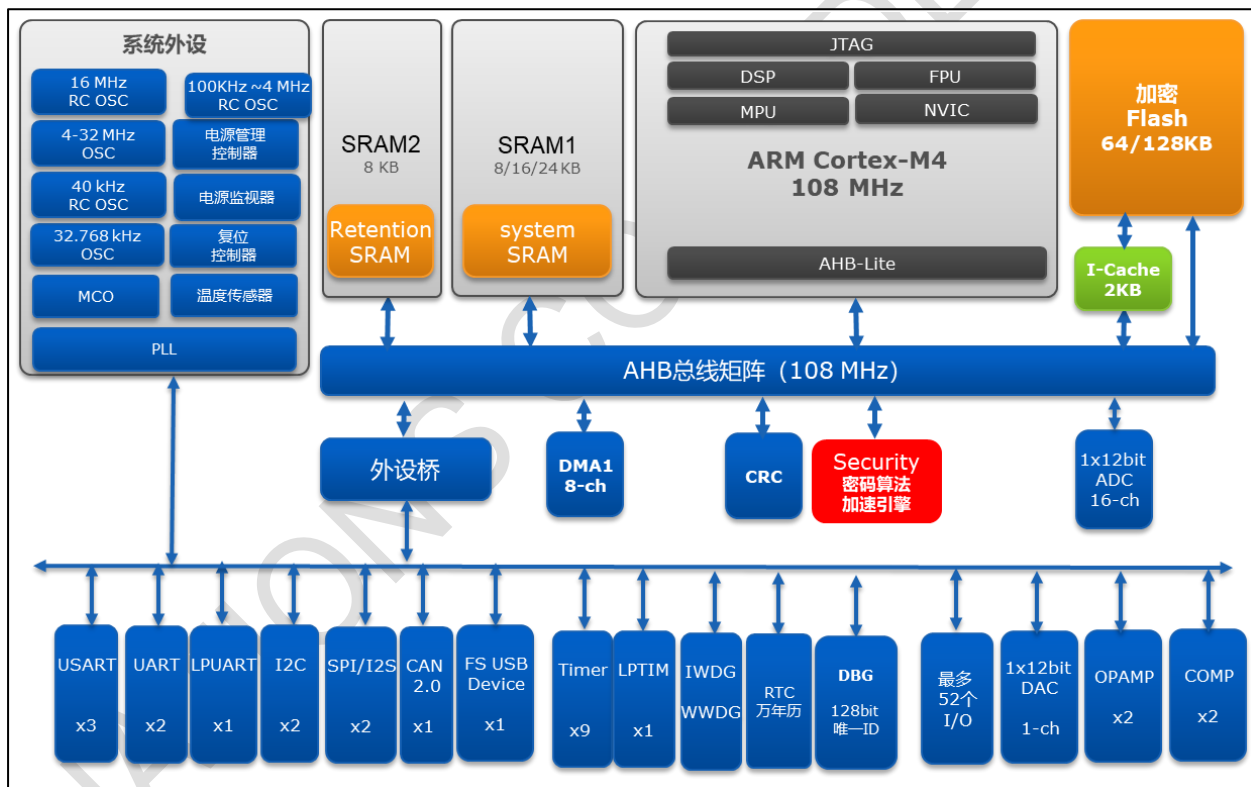 系统外设
16 MHz
RC OSC
100KHz ~4 MHz
RC OSC
4-32 MHz
OSC
电源管理
控制器
40 kHz
RC OSC
电源监视器
32.768 kHz
OSC
复位
控制器
MCO
温度传感器
PLL
SRAM2
8 KB
Retention
SRAM
SRAM1
8/16/24KB
system
SRAM
JTAG
DSP
FPU
MPU
NVIC
ARM Cortex-M4
108 MHz
AHB-Lite
加密
Flash
64/128KB
I-Cache
2KB
AHB总线矩阵 (108 MHz)
外设桥
DMA1
8-ch
CRC
Security
密码算法
加速引擎
1x12bit
ADC
16-ch
USART
x3
UART
x2
LPUART
x1
I2C
x2
SPI/I2S
x2
CAN
2.0
x1
FS USB
Device
x1
Timer
x9
LPTIM
x1
IWDG
WWDG
RTC
万年历
DBG
128bit
唯一ID
最多
52个
I/O
1x12bit
DAC
1-ch
OPAMP
x2
COMP
x2